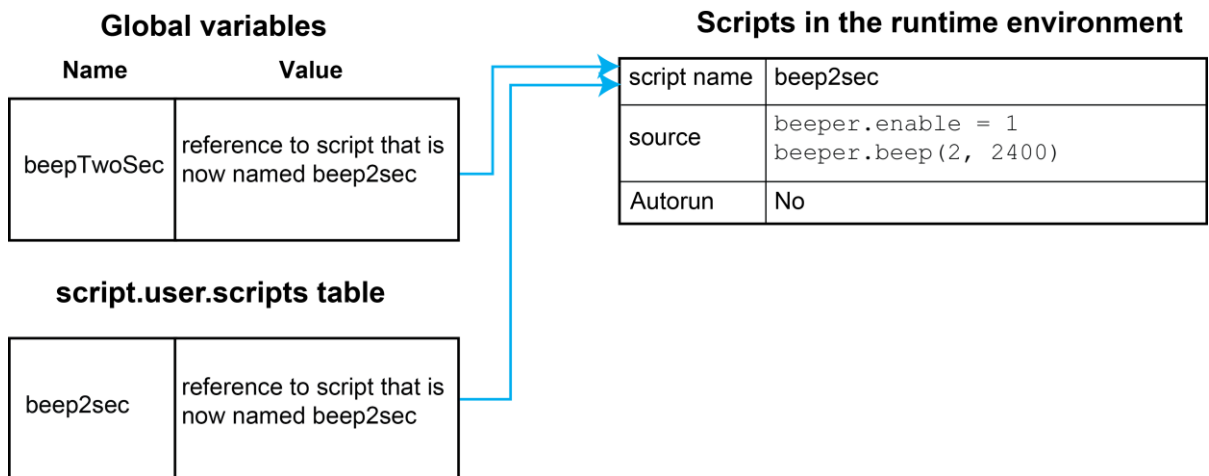 Global variables
Name Value
beepTwoSec
reference to script that is
now named beep2sec
script.user.scripts table
beep2sec
reference to script that is
now named beep2sec
Scripts in the runtime environment
script name beep2sec
source
beeper.enable = 1
beeper.beep(2, 2400)
Autorun No